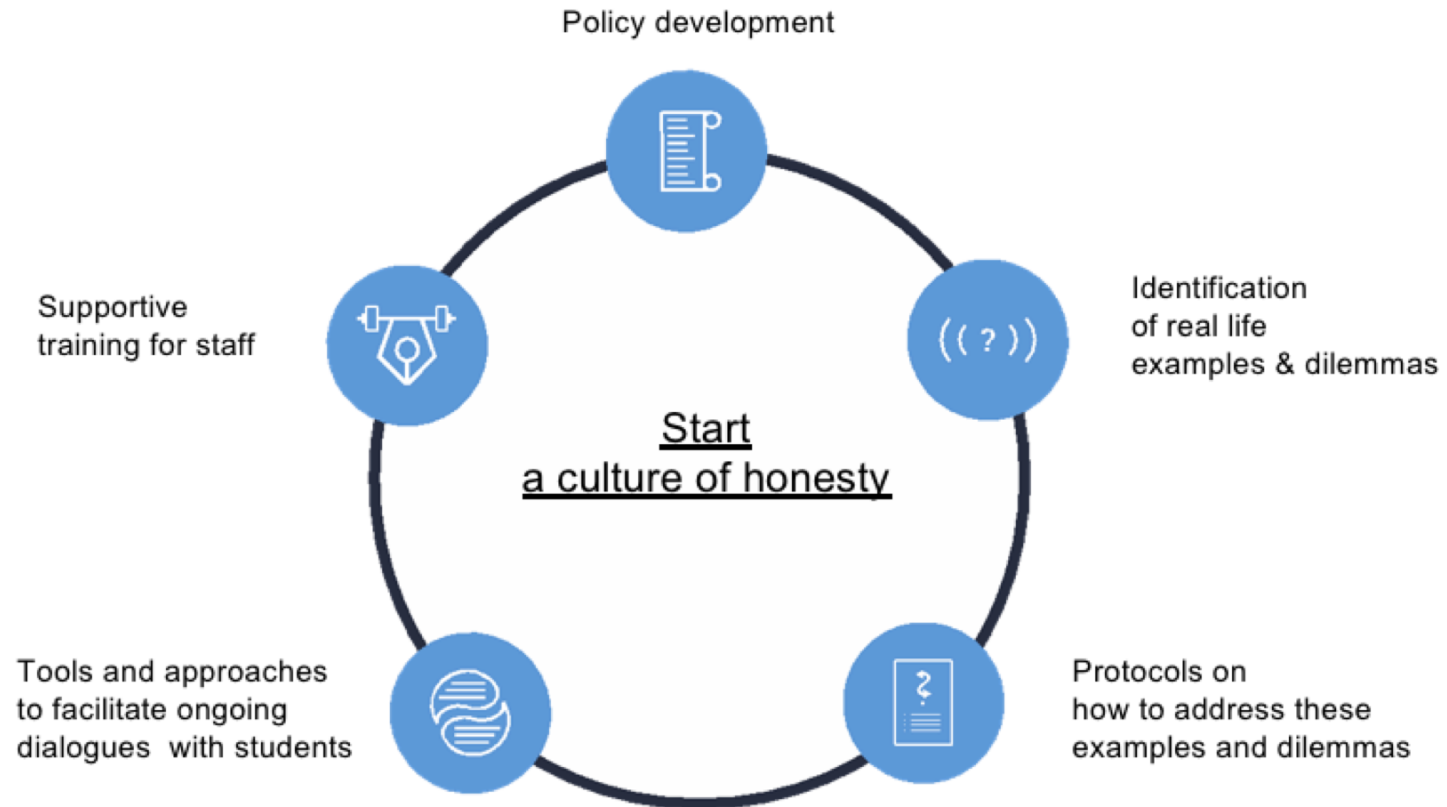 Policy development
Identification
of real life
examples & dilemmas
Supportive
training for staff
((?))
Start
a culture of honesty
Tools and approaches
to facilitate ongoing
dialogues  with students
Protocols on
how to address these
examples and dilemmas
?